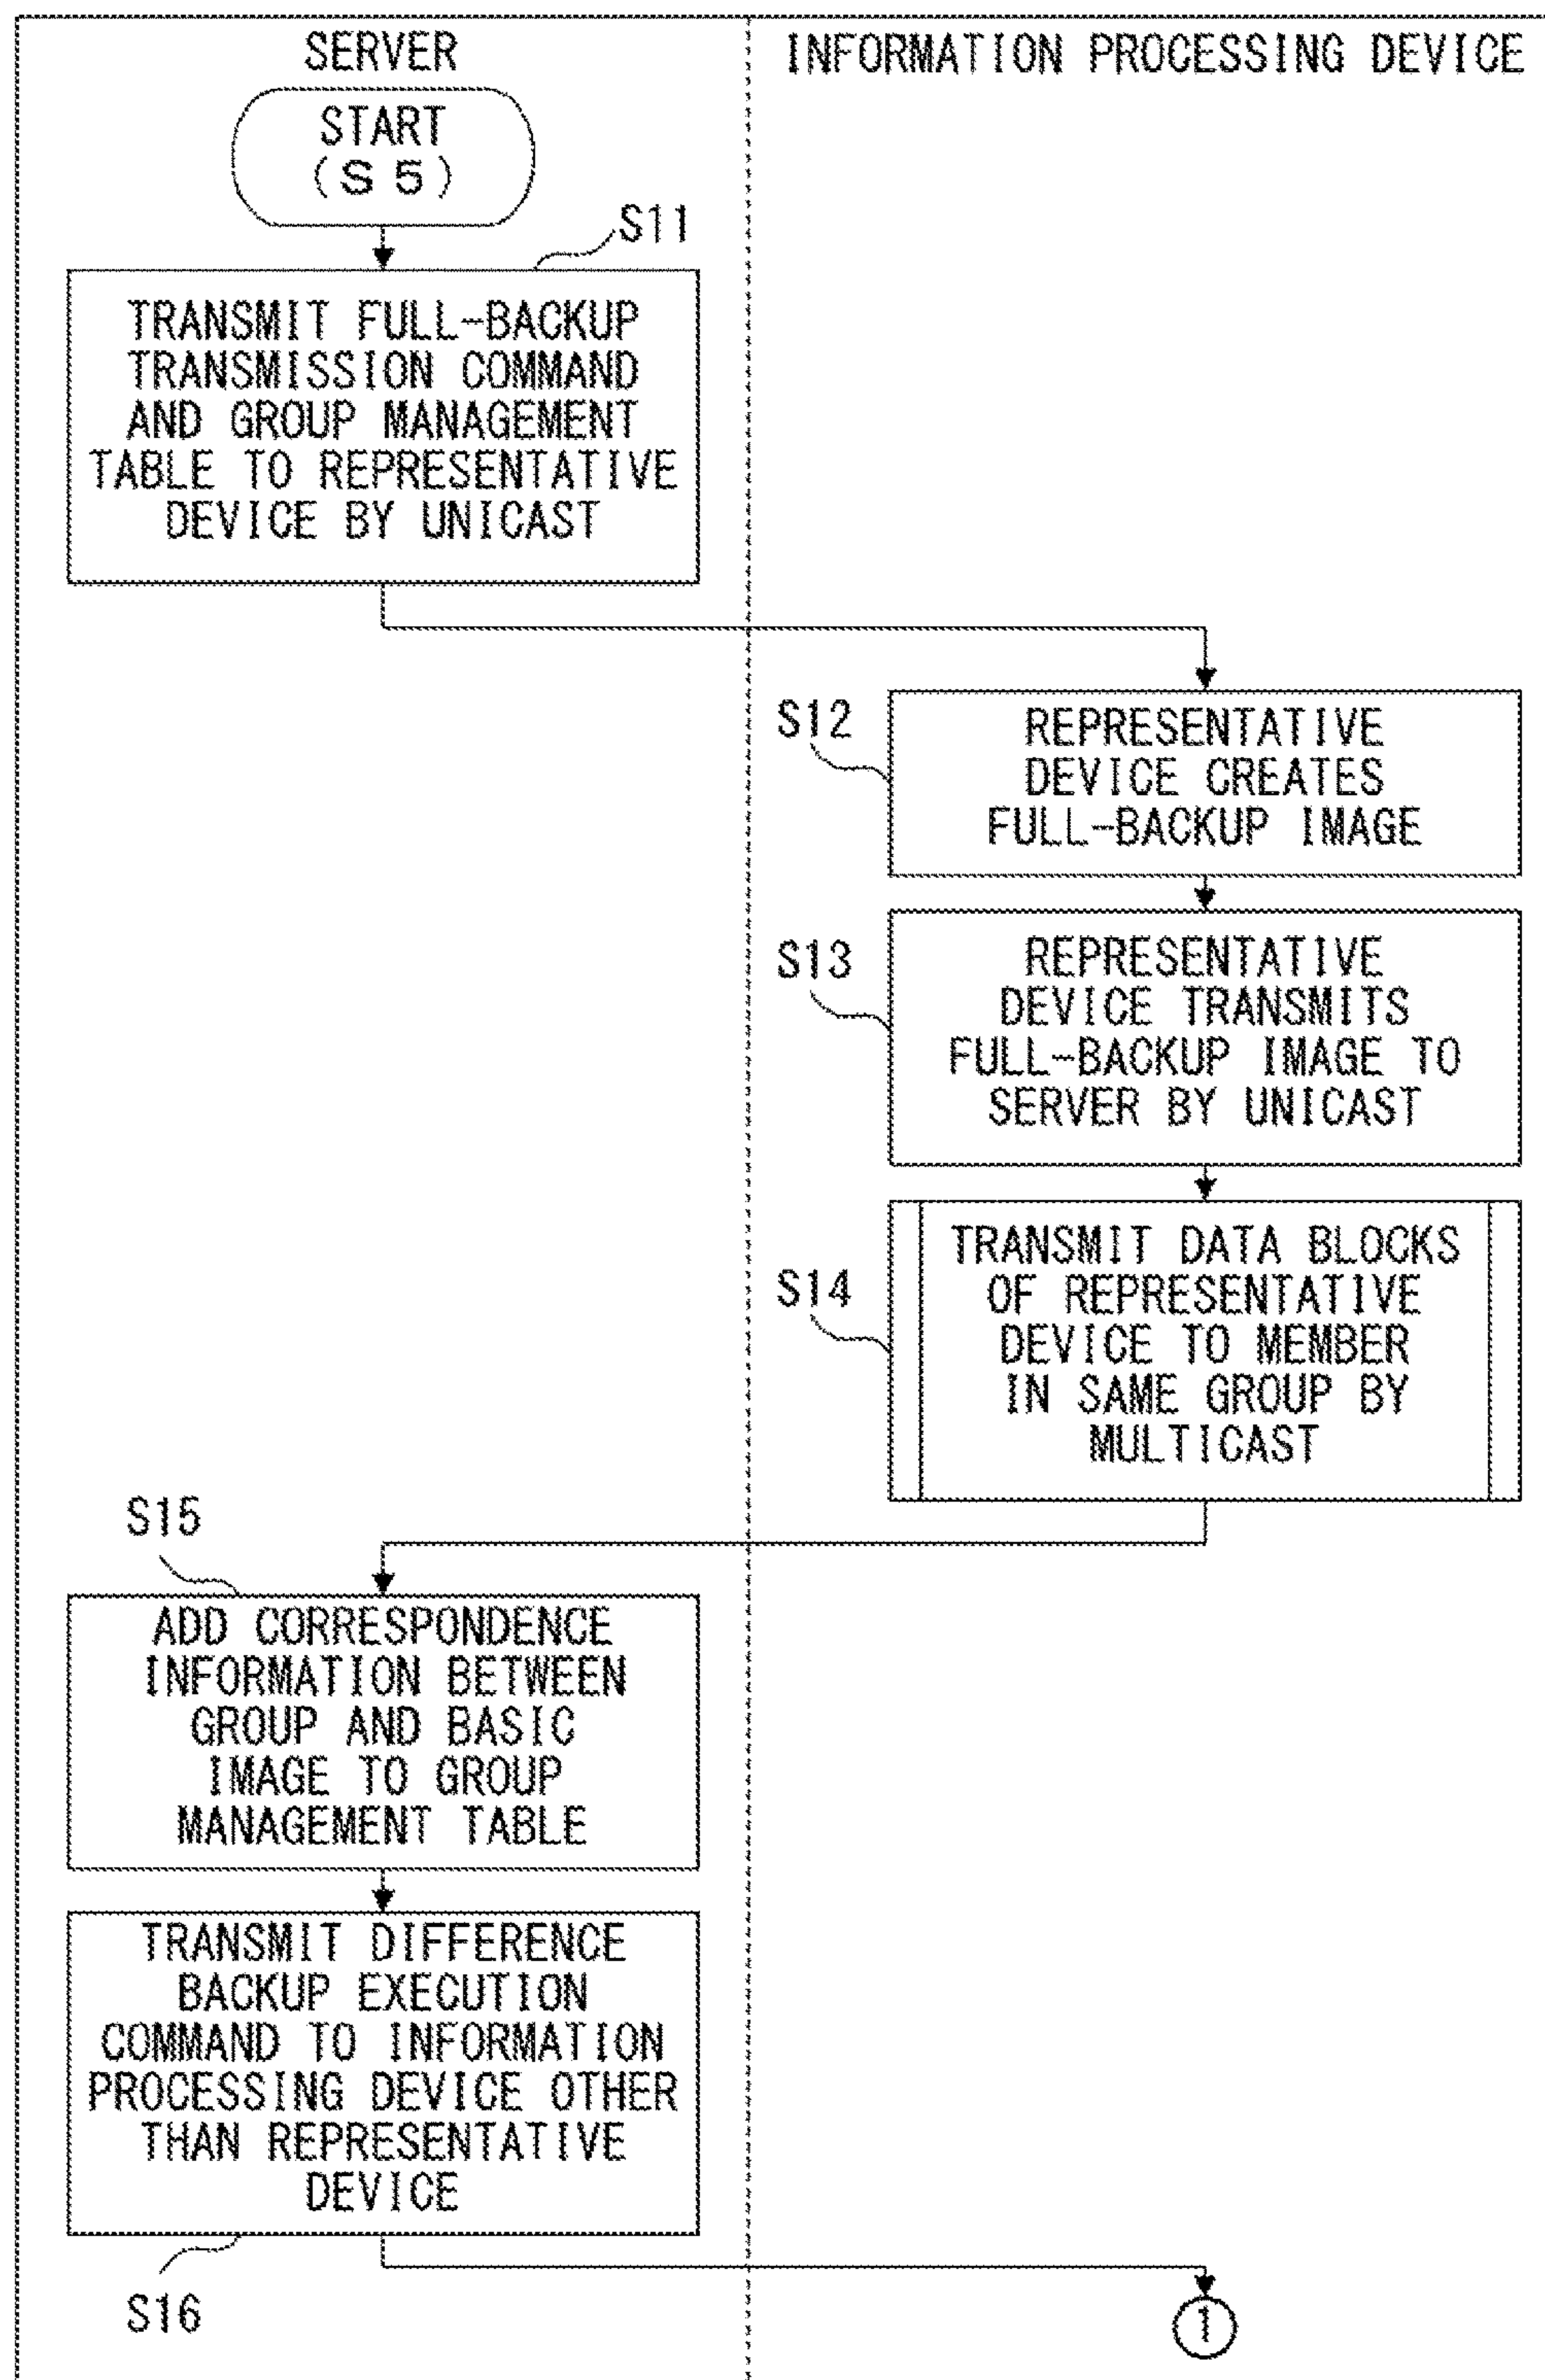 SERVER
INFORMATION PROCESSING DEVICE
START
(S5)
S11
TRANSMIT FULL-BACKUP
TRANSMISSION COMMAND
AND GROUP MANAGEMENT
TABLE TO REPRESENTATIVE
DEVICE BY UNICAST
S12
REPRESENTATIVE
DEVICE CREATES
FULL-BACKUP IMAGE
S13
REPRESENTATIVE
DEVICE TRANSMITS
FULL-BACKUP IMAGE TO
SERVER BY UNICAST
S14
TRANSMIT DATA BLOCKS
OF REPRESENTATIVE
DEVICE TO MEMBER
IN SAME GROUP BY
MULTICAST
S15
ADD CORRESPONDENCE
INFORMATION BETWEEN
GROUP AND BASIC
IMAGE TO GROUP
MANAGEMENT TABLE
TRANSMIT DIFFERENCE
BACKUP EXECUTION
COMMAND TO INFORMATION
PROCESSING DEVICE OTHER
THAN REPRESENTATIVE
DEVICE
S16
1